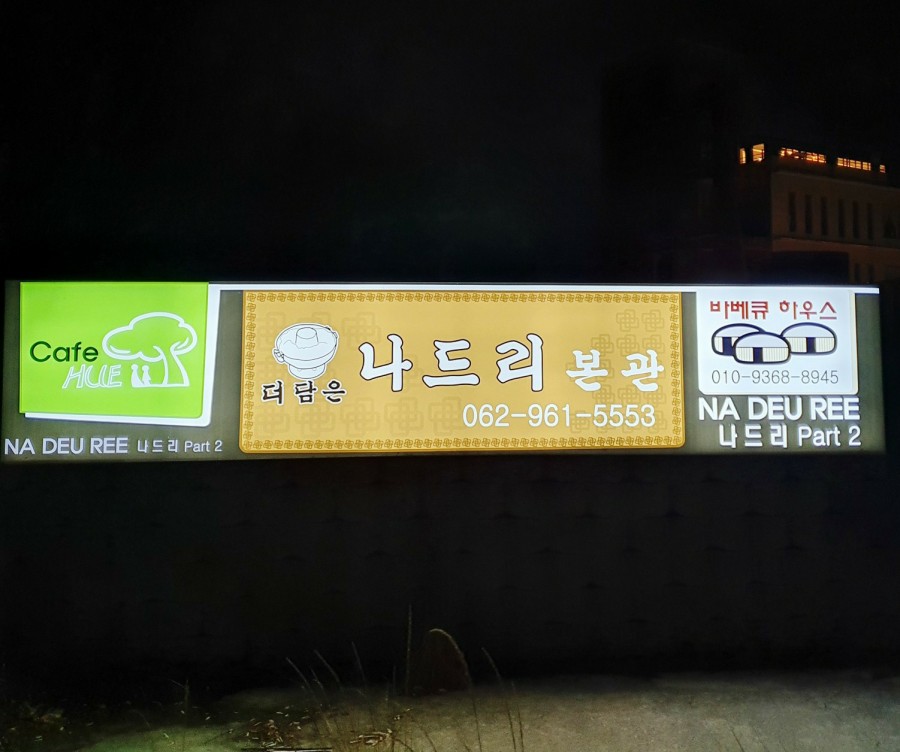 Cafe
HUE
NA DEU REE 나드리 Part 2
더담은
나드리 본관
062-961-5553
바베큐 하우스
010-9368-8945
NA DEU REE
나드리 Part 2